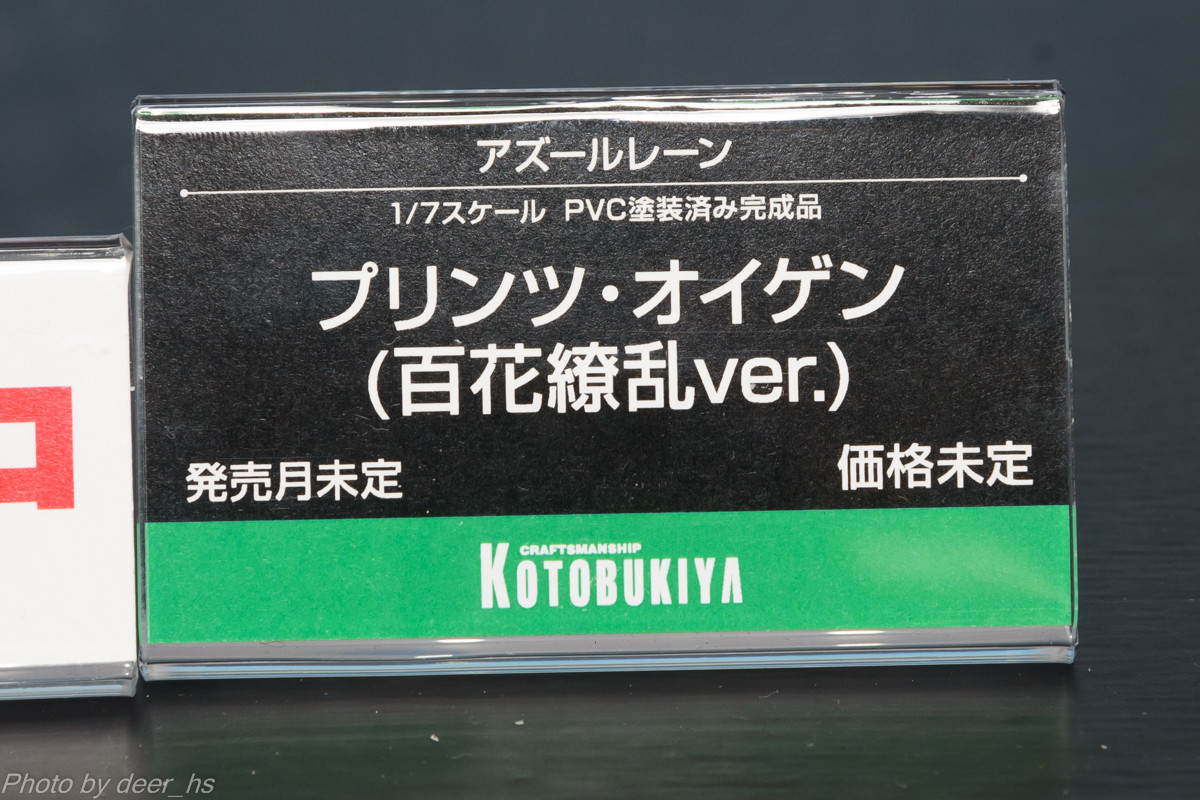 アズールレーン
1/7スケール PVC塗装済み完成品
プリンツ・オイゲン
(百花繚乱ver.)
発売月未定 価格未定
CRAFTSMANSHIP
KOTOBUKIYA
Photo by deer_hs